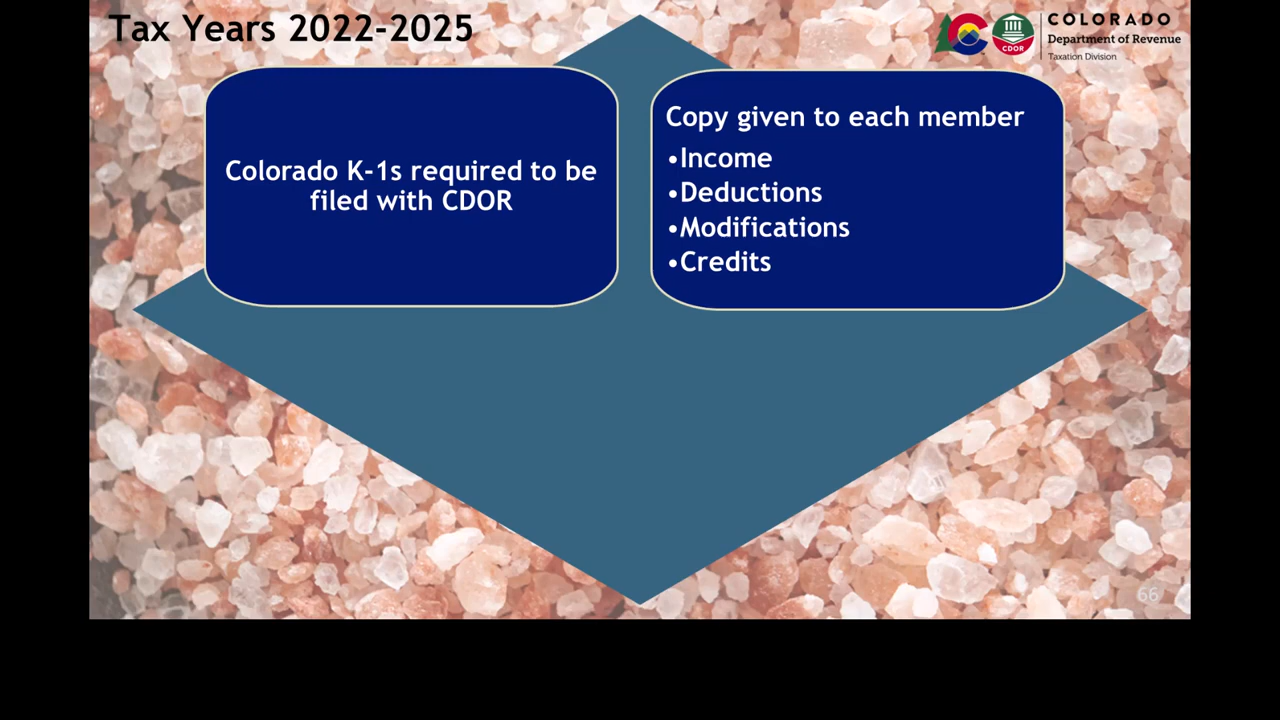 Tax Years 2022-2025
CDOR
COLORADO
Department of Revenue
Taxation Division
Colorado K-1s required to be
filed with CDOR
Copy given to each member
•Income
•Deductions
•Modifications
•Credits
66